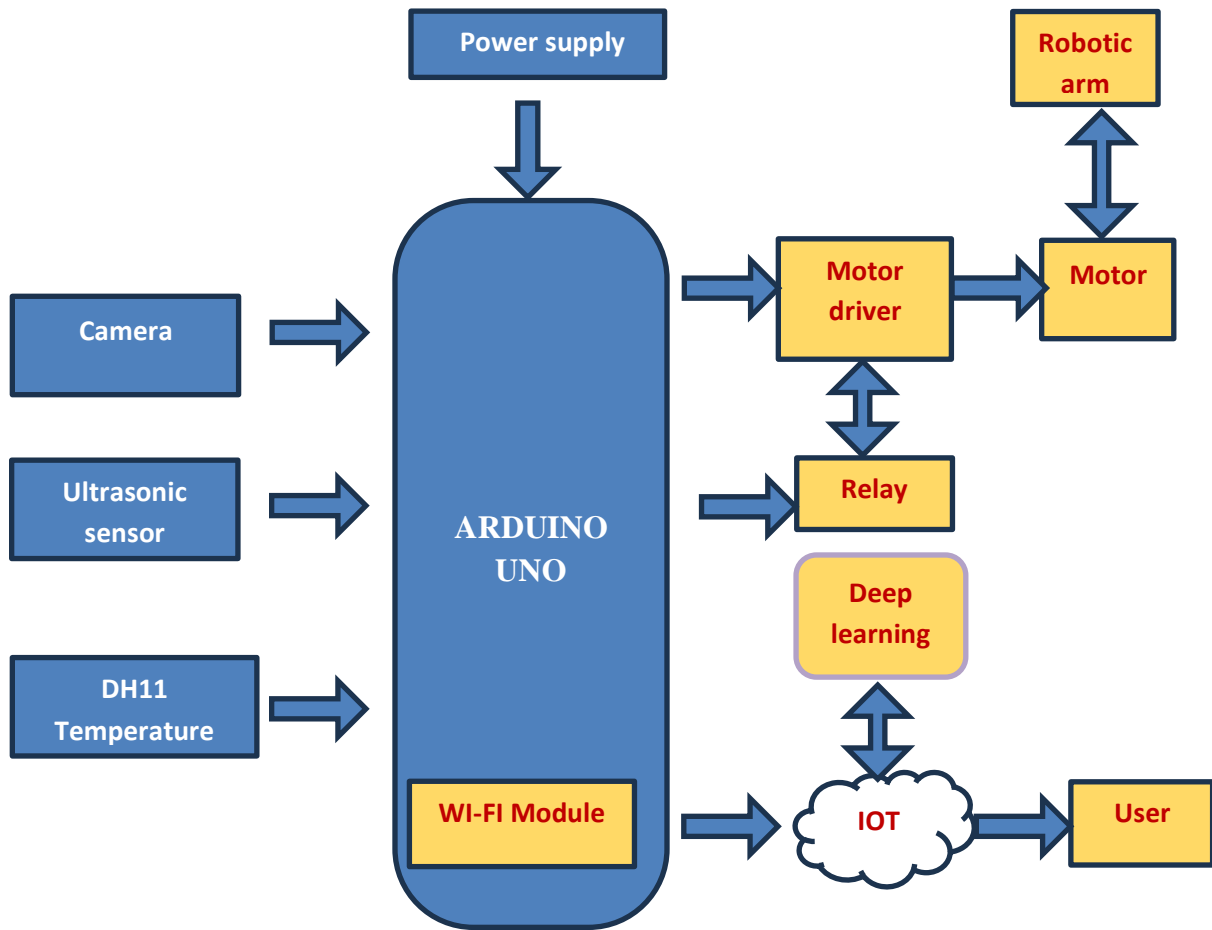 Power supply
Robotic
arm
Motor
driver
Motor
Camera
Ultrasonic
sensor
Relay
ARDUINO
UNO
Deep
learning
DH11
Temperature
WI-FI Module
IOT
User